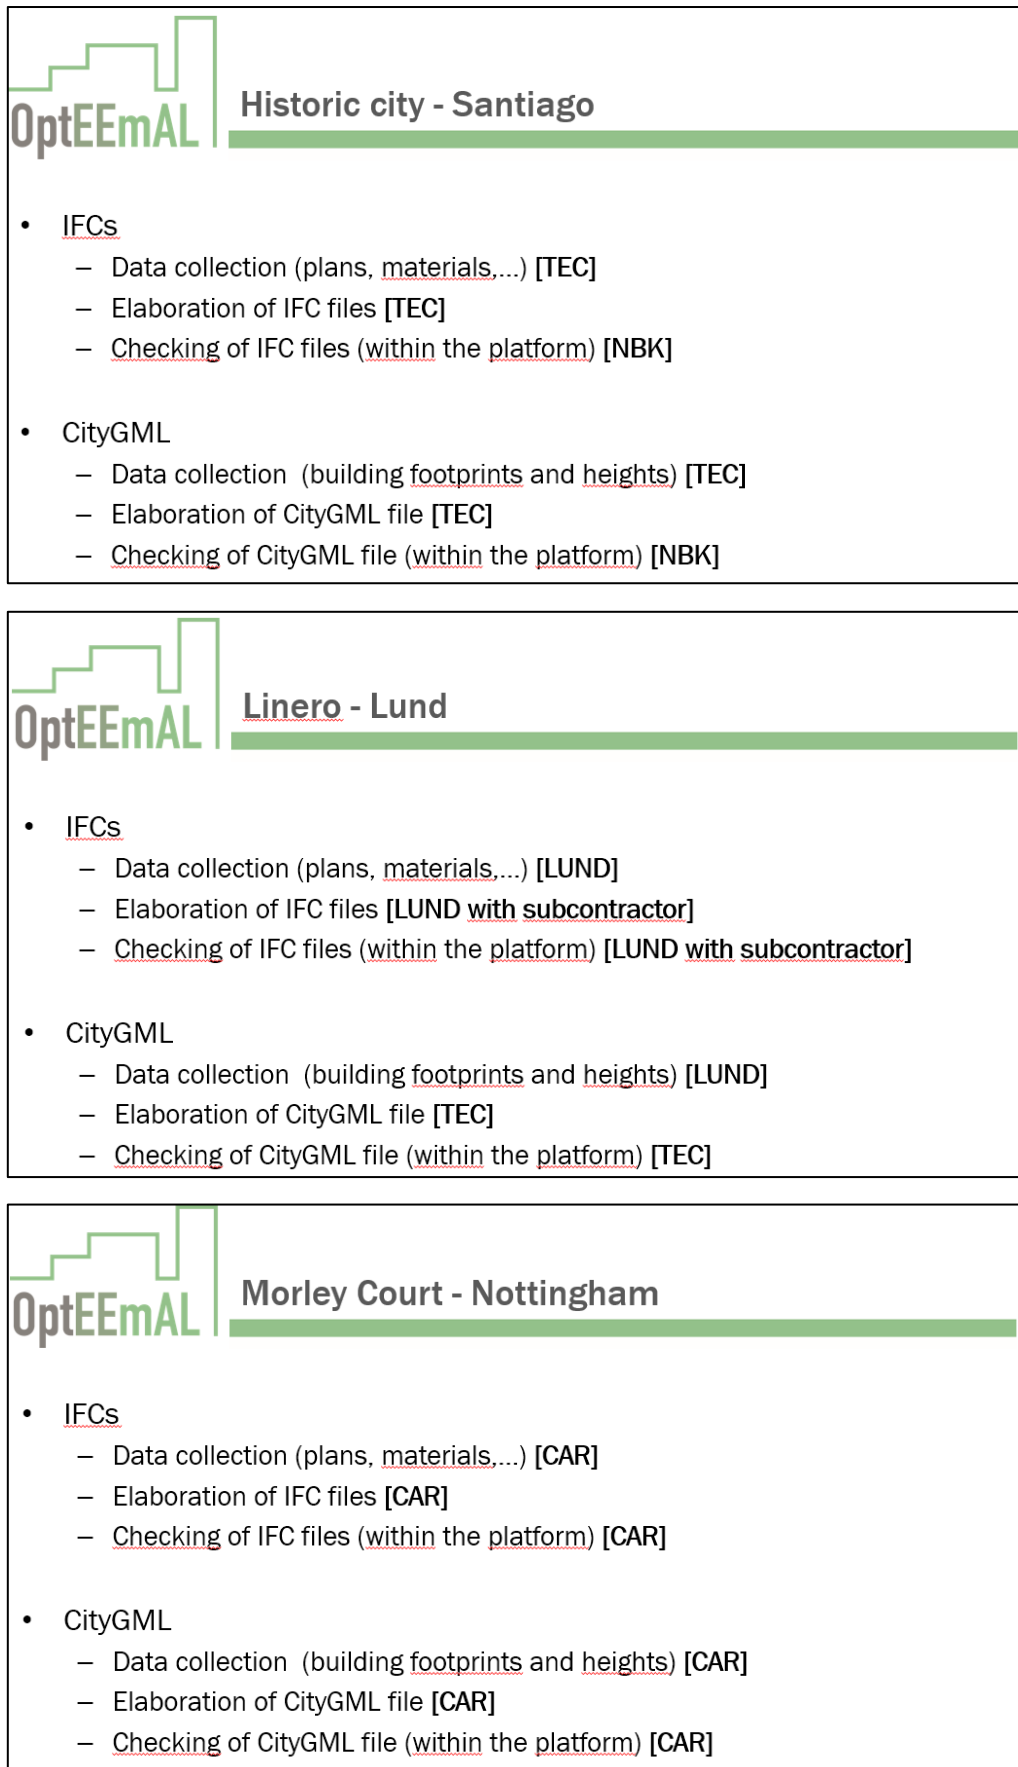 OptEEmAL
Historic city - Santiago
• IFCs
– Data collection (plans, materials,...) [TEC]
– Elaboration of IFC files [TEC]
– Checking of IFC files (within the platform) [NBK]
• CityGML
– Data collection  (building footprints and heights) [TEC]
– Elaboration of CityGML file [TEC]
– Checking of CityGML file (within the platform) [NBK]
OptEEmAL
Linero - Lund
• IFCs
– Data collection (plans, materials,...) [LUND]
– Elaboration of IFC files [LUND with subcontractor]
– Checking of IFC files (within the platform) [LUND with subcontractor]
• CityGML
– Data collection  (building footprints and heights) [LUND]
– Elaboration of CityGML file [TEC]
– Checking of CityGML file (within the platform) [TEC]
OptEEmAL
Morley Court - Nottingham
• IFCs
– Data collection (plans, materials,...) [CAR]
– Elaboration of IFC files [CAR]
– Checking of IFC files (within the platform) [CAR]
• CityGML
– Data collection  (building footprints and heights) [CAR]
– Elaboration of CityGML file [CAR]
– Checking of CityGML file (within the platform) [CAR]